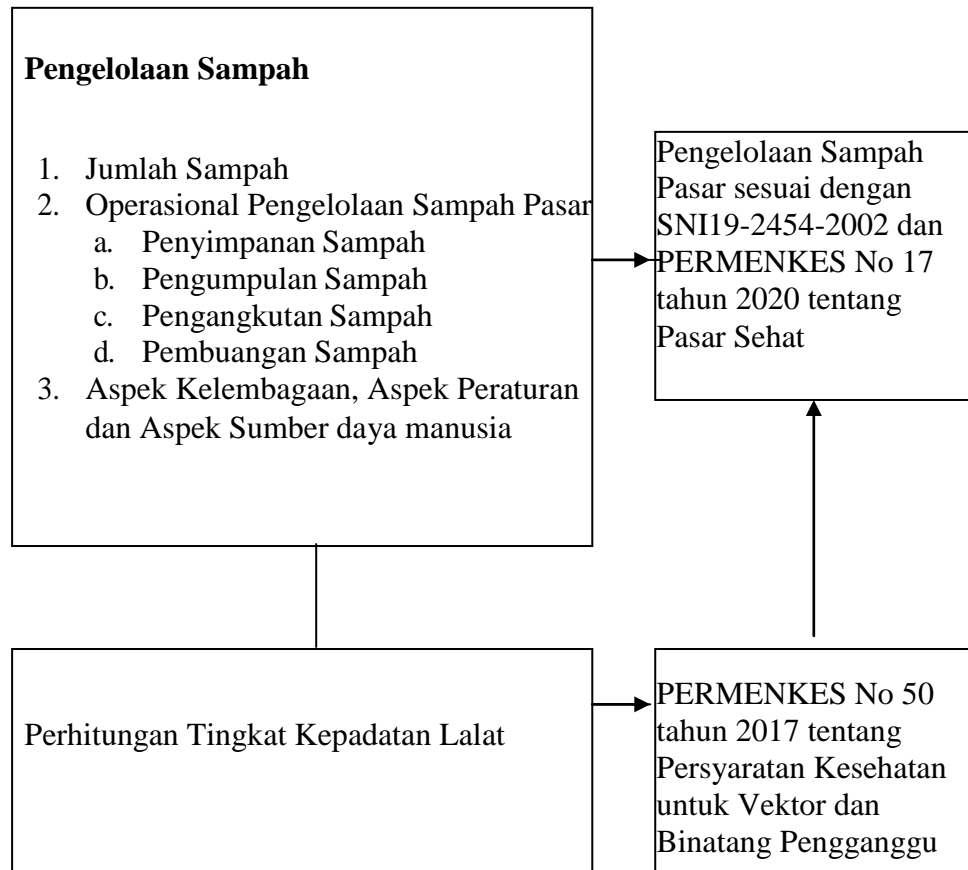 Pengelolaan Sampah
1. Jumlah Sampah
2. Operasional Pengelolaan Sampah Pasar
a. Penyimpanan Sampah
b. Pengumpulan Sampah
c. Pengangkutan Sampah
d. Pembuangan Sampah
3. Aspek Kelembagaan, Aspek Peraturan
dan Aspek Sumber daya manusia
Pengelolaan Sampah
Pasar sesuai dengan
SNI19-2454-2002 dan
PERMENKES No 17
tahun 2020 tentang
Pasar Sehat
Perhitungan Tingkat Kepadatan Lalat
PERMENKES No 50
tahun 2017 tentang
Persyaratan Kesehatan
untuk Vektor dan
Binatang Pengganggu